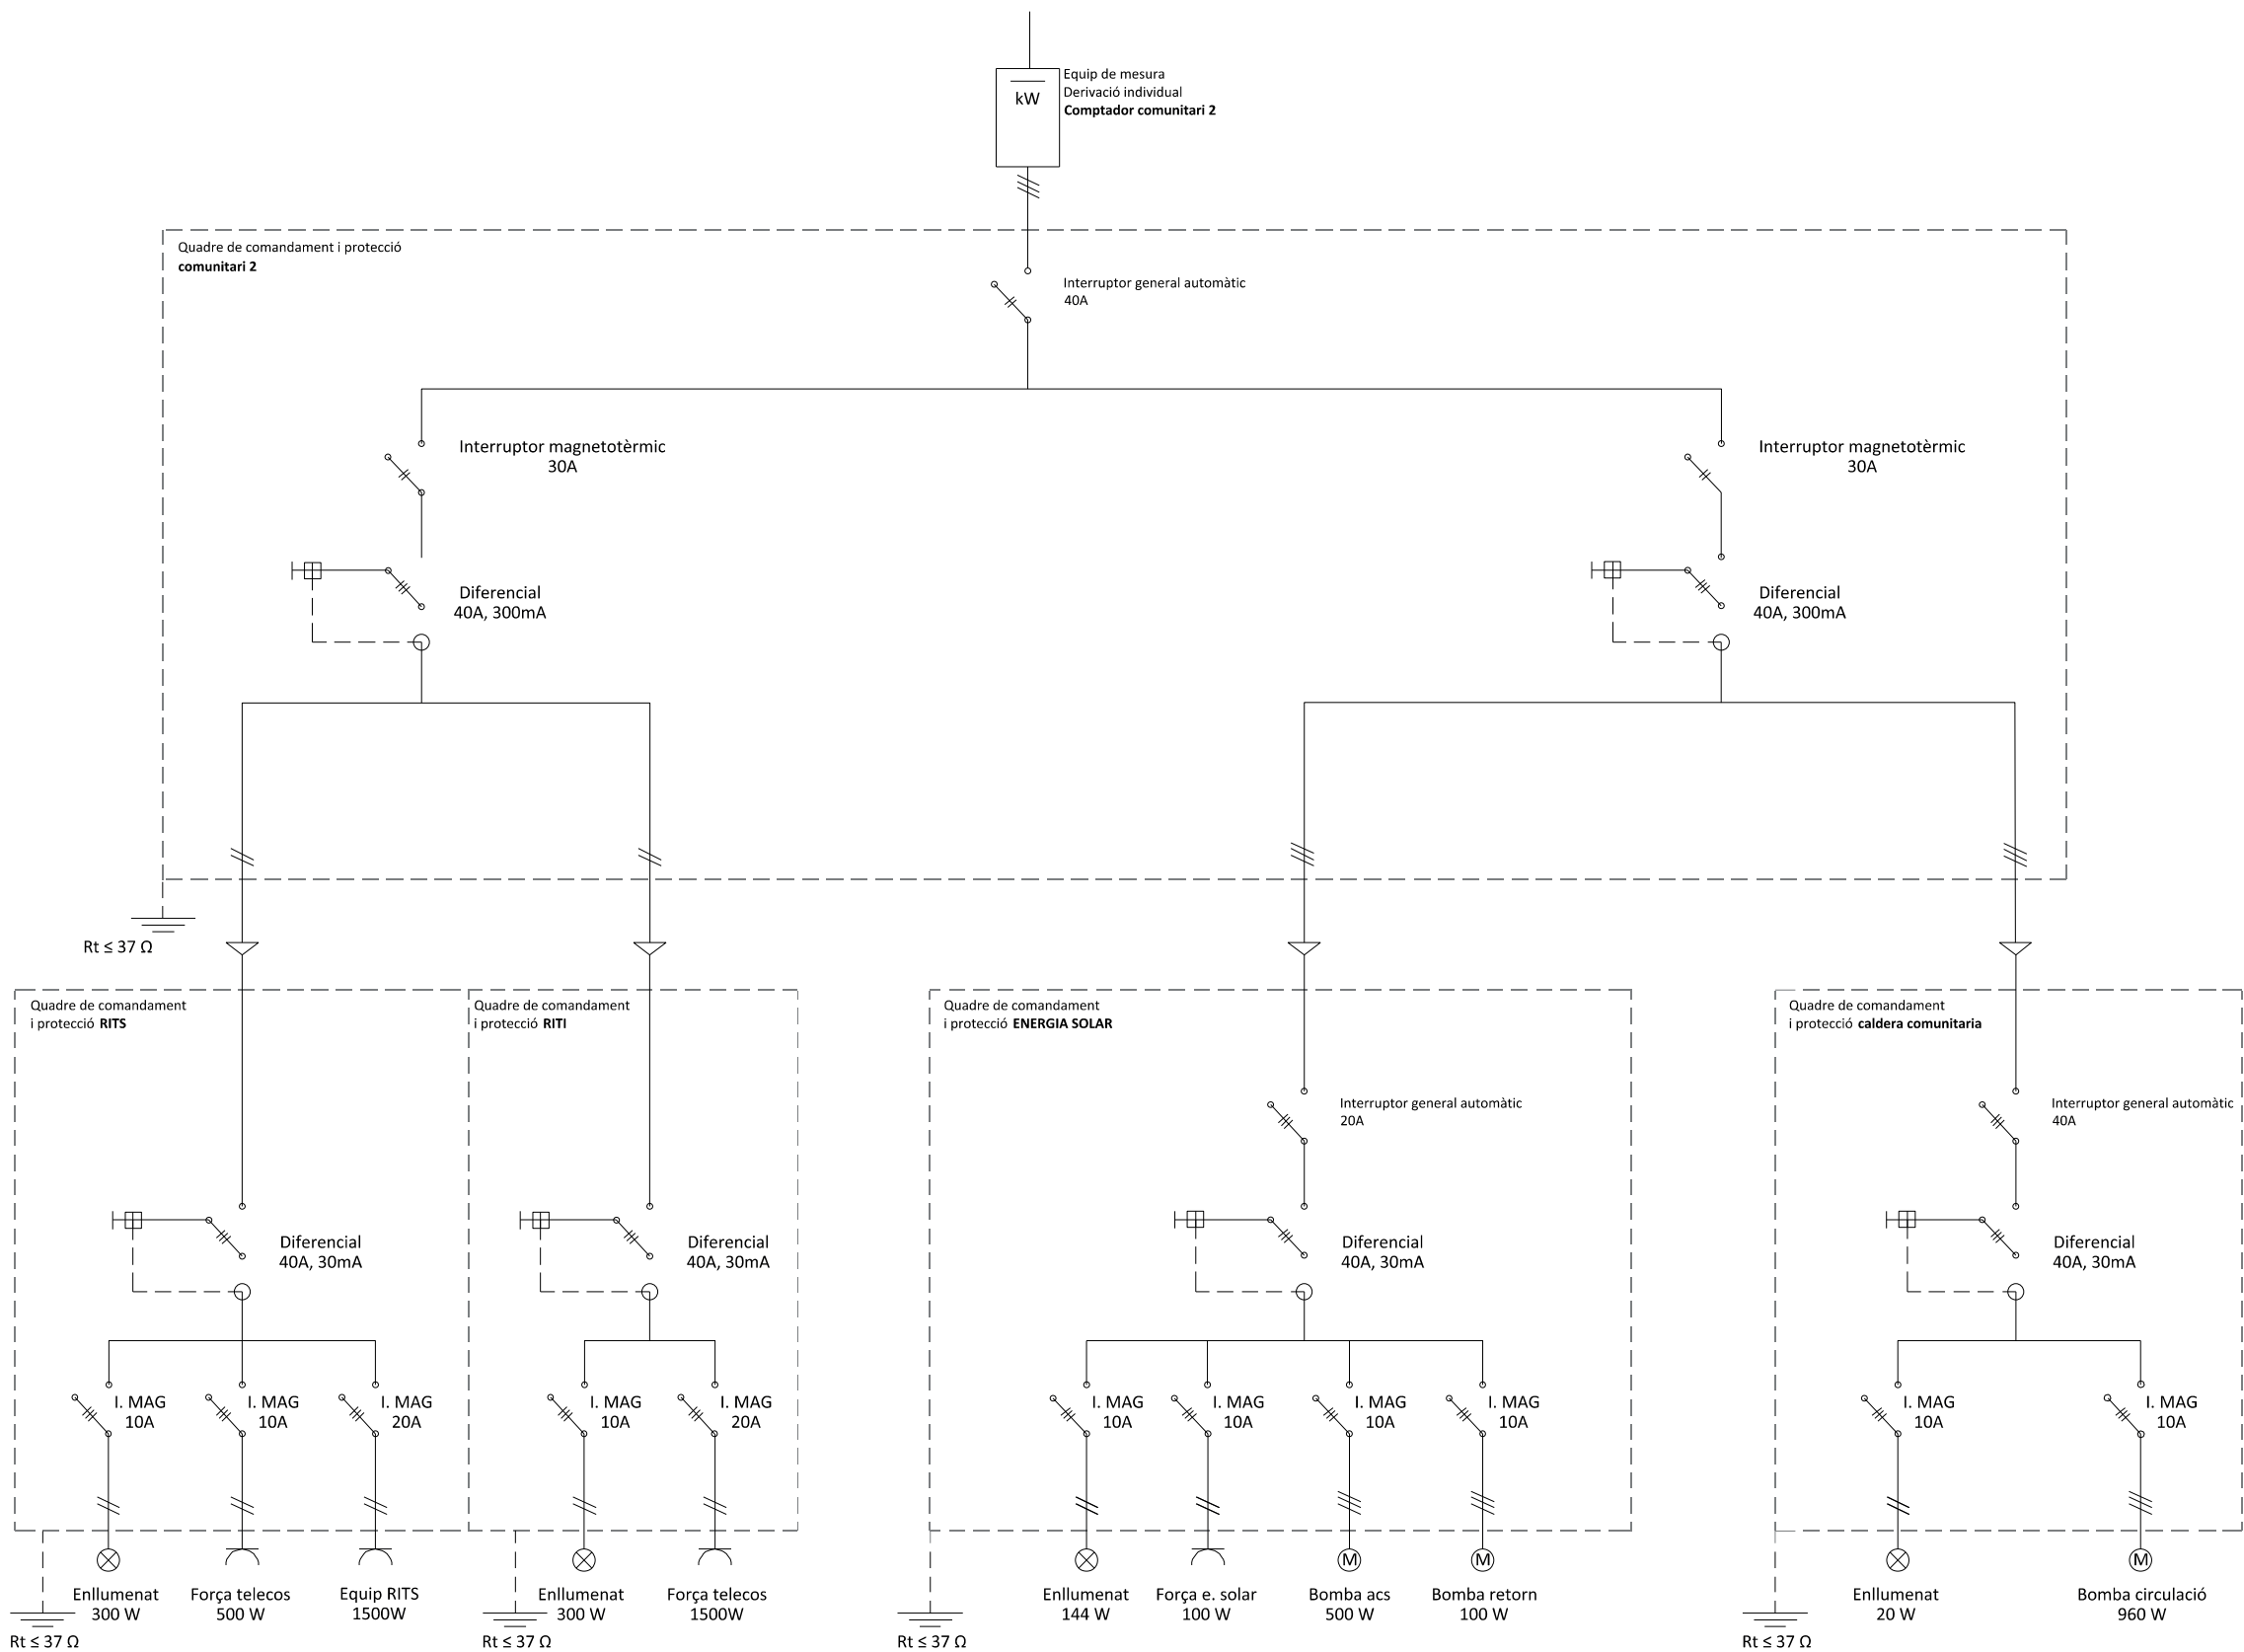 Equip de mesura
kW
Derivació individual
Comptador comunitari 2
Quadre de comandament i protecció
comunitari 2
Interruptor general automàtic
40A
Interruptor magnetotèrmic
30A
Interruptor magnetotèrmic
30A
Diferencial
40A, 300mA
Diferencial
40A, 300mA
Rt ≤ 37 Ω
Quadre de comandament
i protecció RITS
Quadre de comandament
i protecció RITI
Quadre de comandament
i protecció ENERGIA SOLAR
Quadre de comandament
i protecció caldera comunitaria
Interruptor general automàtic
20A
Interruptor general automàtic
40A
Diferencial
40A, 30mA
Diferencial
40A, 30mA
Diferencial
40A, 30mA
Diferencial
40A, 30mA
I. MAG
10A
I. MAG
10A
I. MAG
20A
I. MAG
10A
I. MAG
20A
I. MAG
10A
I. MAG
10A
I. MAG
10A
I. MAG
10A
I. MAG
10A
I. MAG
10A
M
M
M
Enllumenat
300 W
Força telecos
500 W
Equip RITS
1500W
Enllumenat
300 W
Força telecos
1500W
Enllumenat
144 W
Força e. solar
100 W
Bomba acs
500 W
Bomba retorn
100 W
Enllumenat
20 W
Bomba circulació
960 W
Rt ≤ 37 Ω
Rt ≤ 37 Ω
Rt ≤ 37 Ω
Rt ≤ 37 Ω